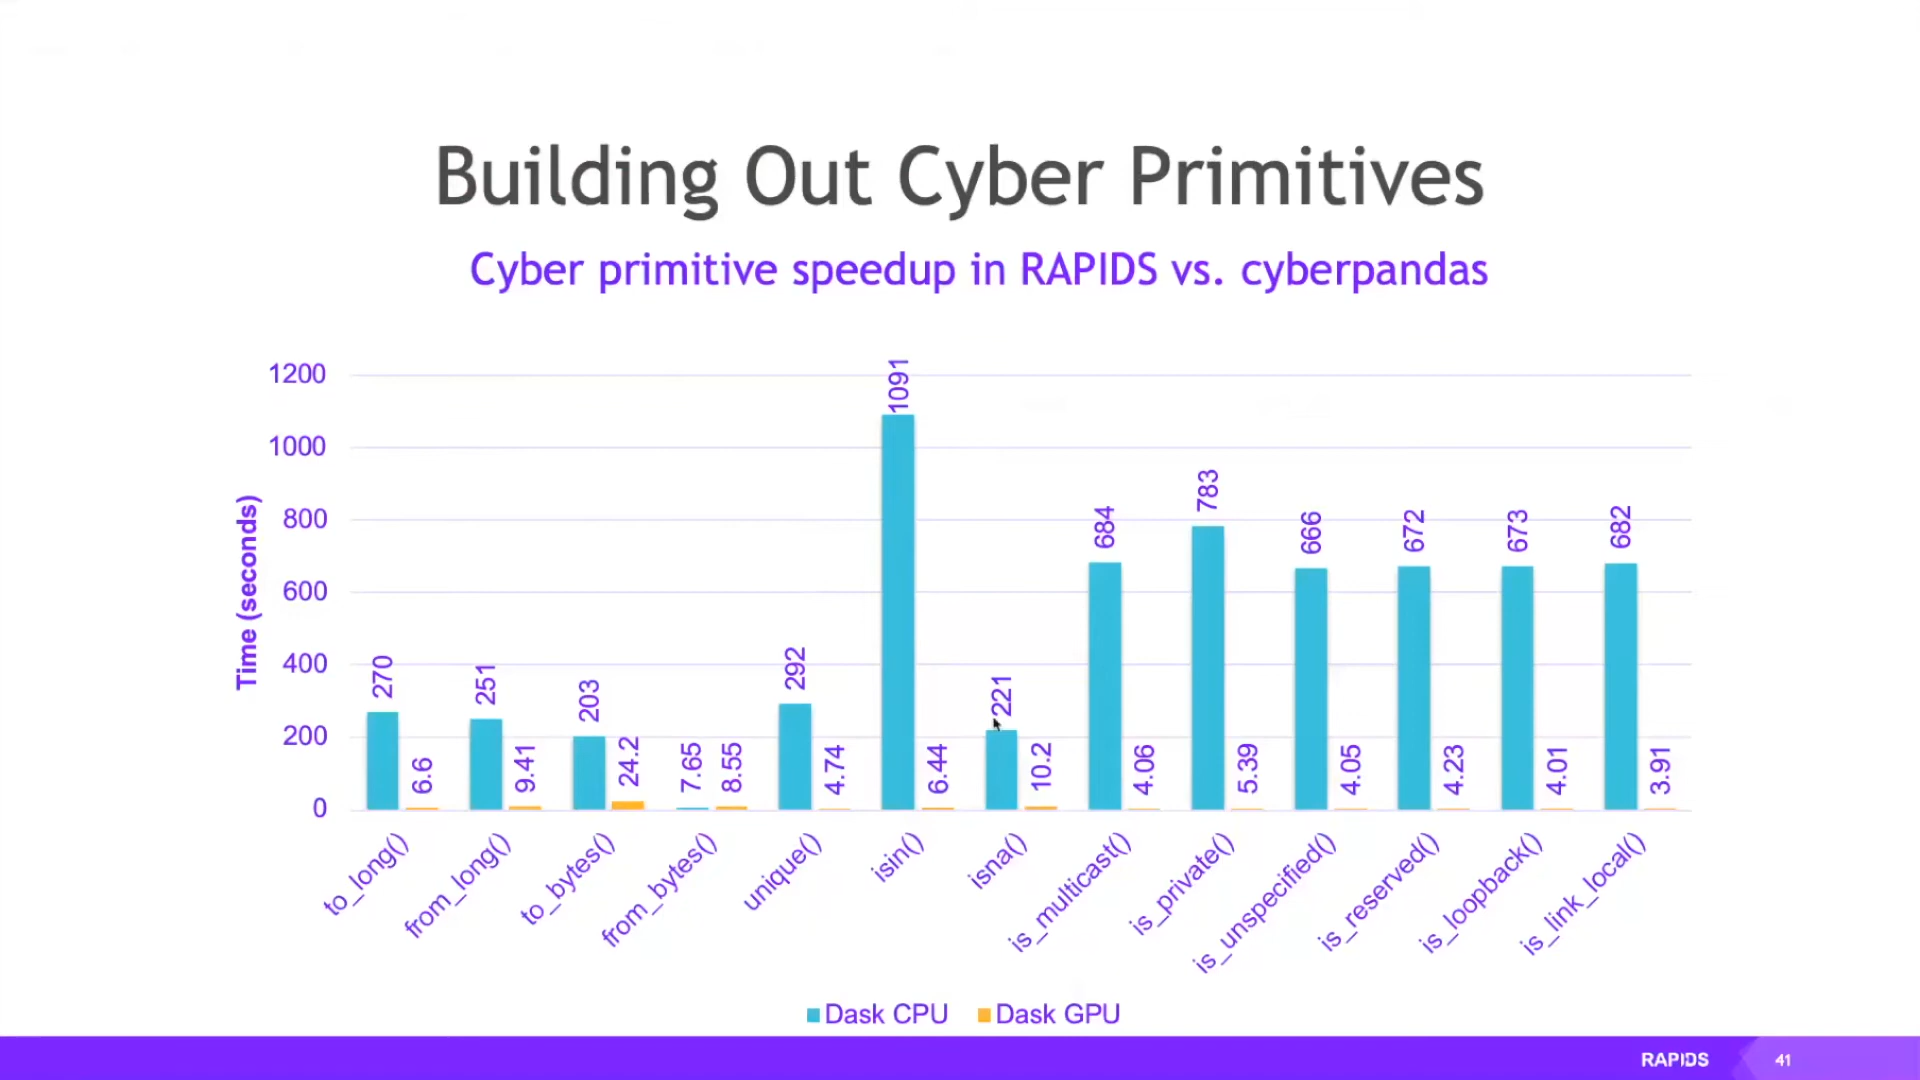 Building Out Cyber Primitives
Cyber primitive speedup in RAPIDS vs. cyberpandas
Time (seconds)
1200
1000
800
600
400
200
0
270
6.6
251
9.41
203
24.2
7.65
8.55
292
4.74
1091
6.44
221
10.2
684
4.06
783
5.39
666
4.05
672
4.23
673
4.01
682
3.91
to_long()
from_long()
to_bytes()
from_bytes()
unique()
isin()
isna()
is_multicast()
is_private()
is_unspecified()
is_reserved()
is_loopback()
is_link_local()
Dask CPU
Dask GPU
RAPIDS
41